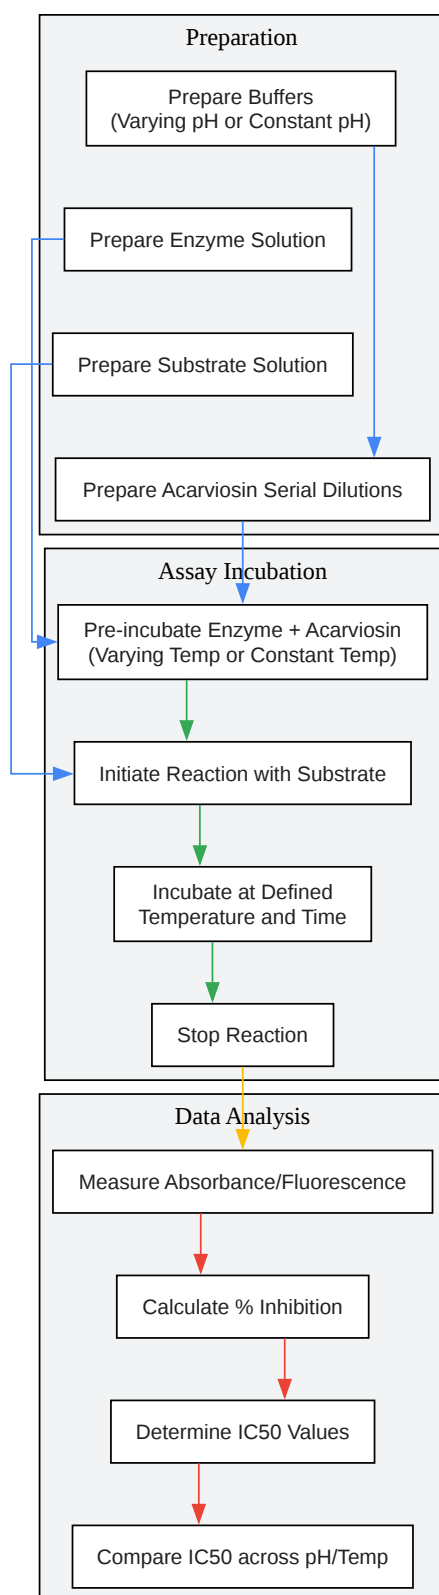 Preparation
Prepare Buffers
(Varying pH or Constant pH)
Prepare Enzyme Solution
Prepare Substrate Solution
Prepare Acarviosin Serial Dilutions
Assay Incubation
Pre-incubate Enzyme + Acarviosin
(Varying Temp or Constant Temp)
Initiate Reaction with Substrate
Incubate at Defined
Temperature and Time
Stop Reaction
Data Analysis
Measure Absorbance/Fluorescence
Calculate % Inhibition
Determine IC50 Values
Compare IC50 across pH/Temp